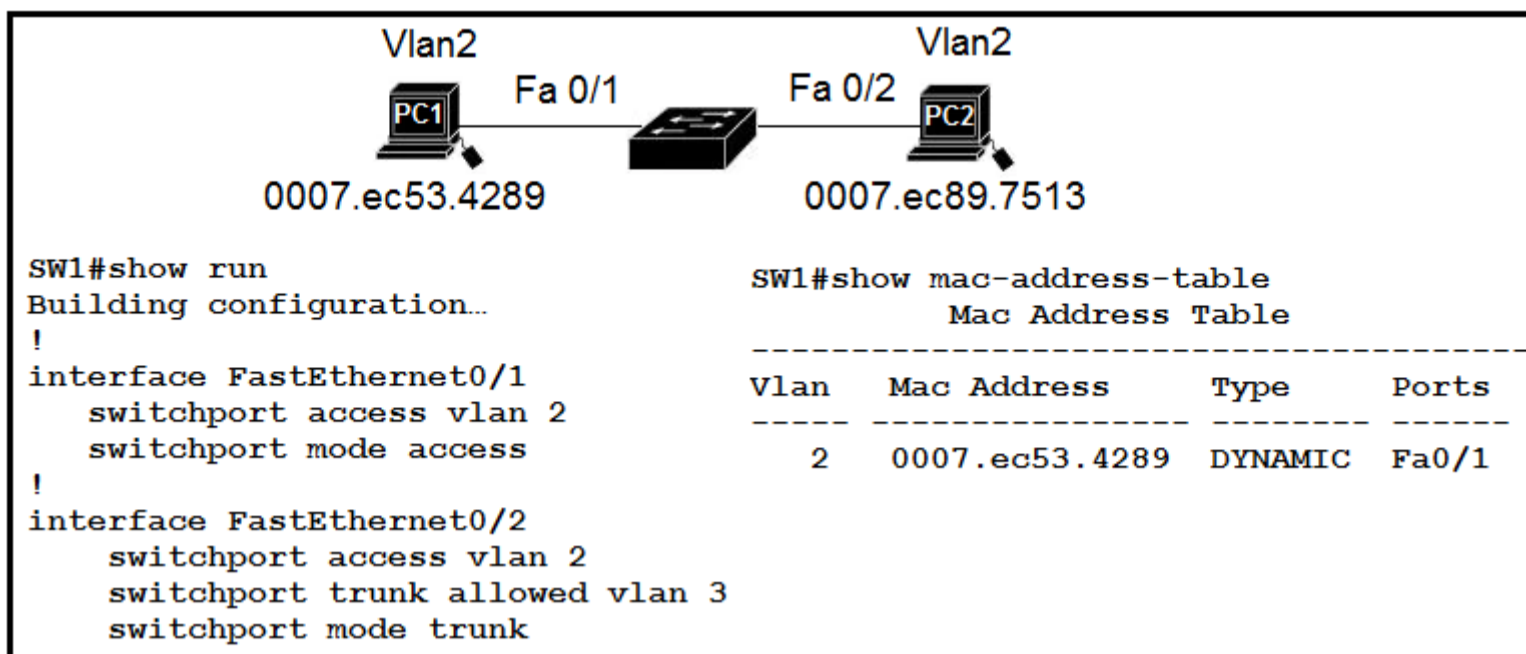 Vlan2
Vlan2
Fa 0/1
Fa 0/2
PC1
PC2
0007.ec53.4289
0007.ec89.7513
SW1#show run
Building configuration…
!
interface FastEthernet0/1
switchport access vlan 2
switchport mode access
!
interface FastEthernet0/2
switchport access vlan 2
switchport trunk allowed vlan 3
switchport mode trunk
SW1#show mac-address-table
Mac Address Table
----------------------------------------
Vlan Mac Address Type Ports
----- ---------------- -------- ------
2 0007.ec53.4289 DYNAMIC Fa0/1